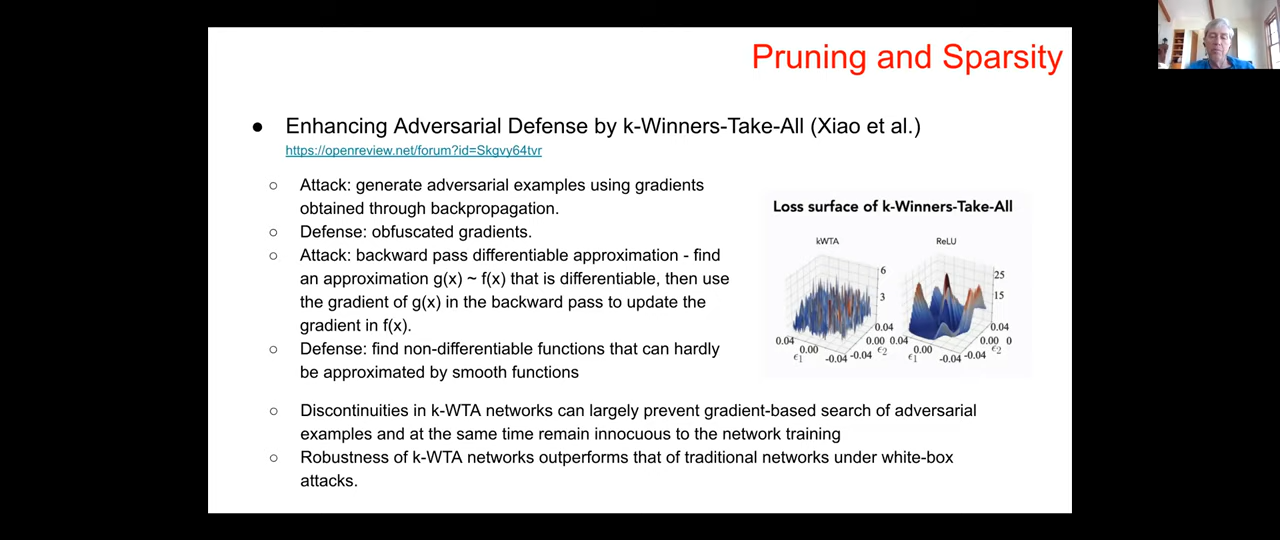 Pruning and Sparsity
● Enhancing Adversarial Defense by k-Winners-Take-All (Xiao et al.)
https://openreview.net/forum?id=Skgvy64tvr
○ Attack: generate adversarial examples using gradients
obtained through backpropagation.
○ Defense: obfuscated gradients.
○ Attack: backward pass differentiable approximation - find
an approximation g(x) ~ f(x) that is differentiable, then use
the gradient of g(x) in the backward pass to update the
gradient in f(x).
○ Defense: find non-differentiable functions that can hardly
be approximated by smooth functions
Loss surface of k-Winners-Take-All
kWTA
ReLU
6
3
0.04
0.00
-0.04
0.04
0.00
-0.04
ϵ1
ϵ2
25
15
0.04
0.00 0
-0.04
0.04
0.00
-0.04
ϵ1
ϵ2
○ Discontinuities in k-WTA networks can largely prevent gradient-based search of adversarial
examples and at the same time remain innocuous to the network training
○ Robustness of k-WTA networks outperforms that of traditional networks under white-box
attacks.